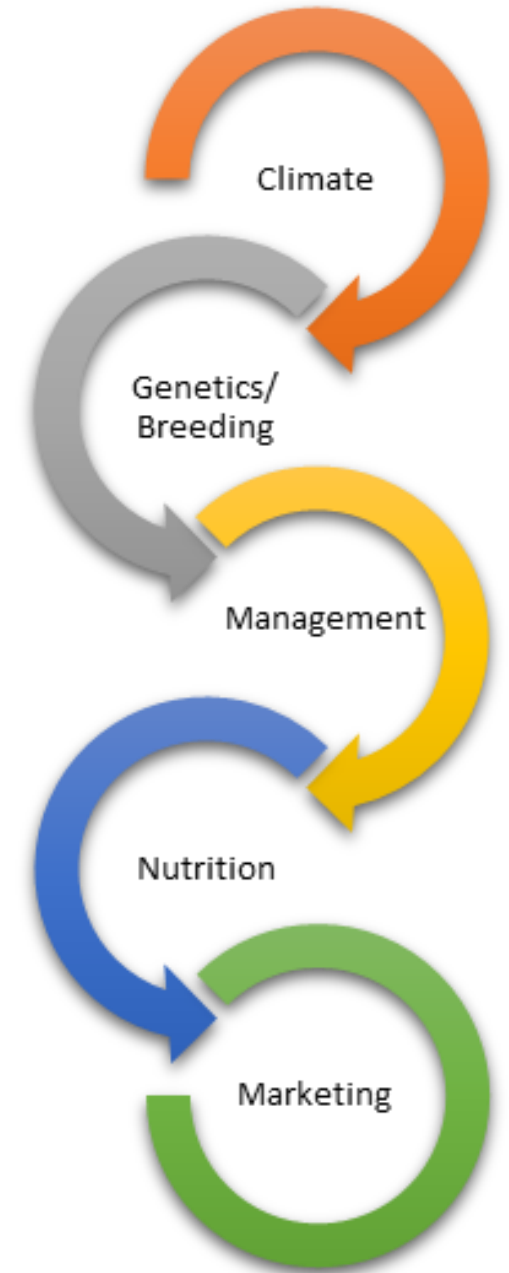 Climate
Genetics/
Breeding
Management
Nutrition
Marketing